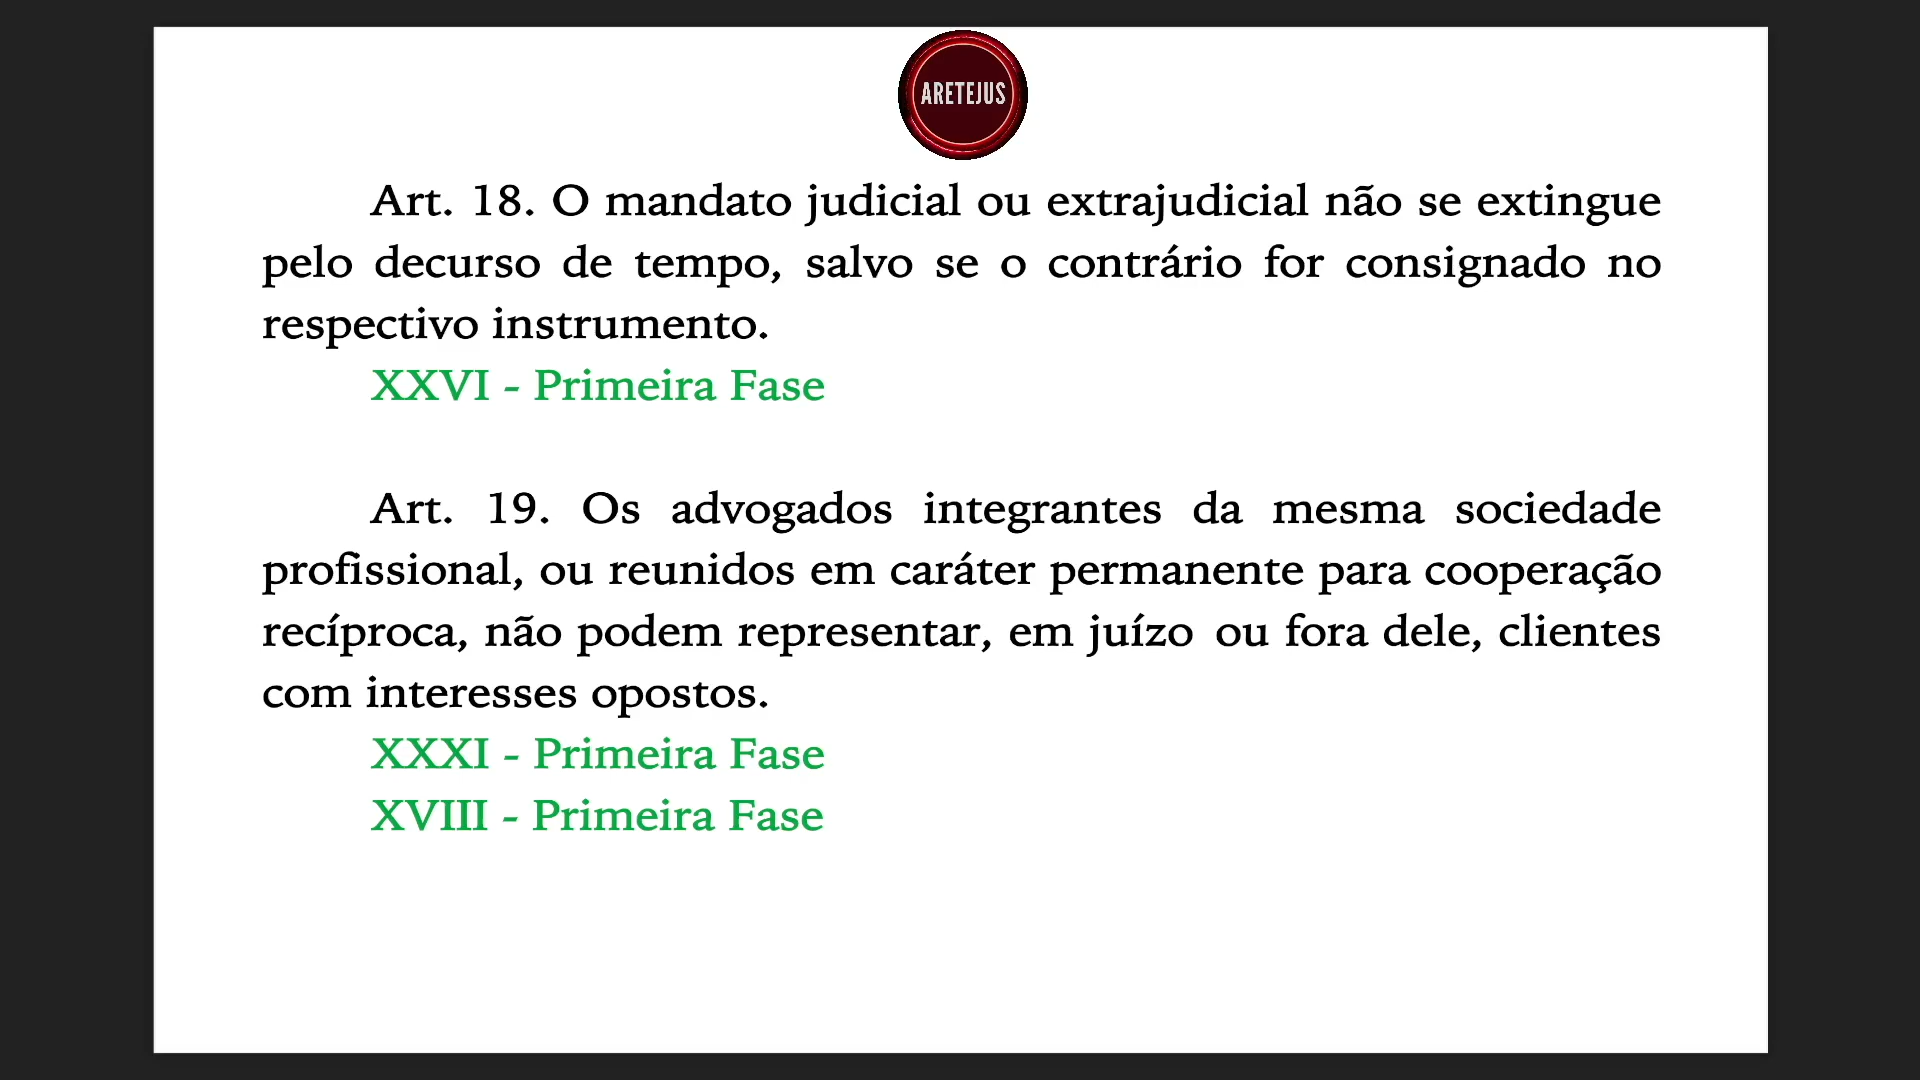 ARETEJUS
Art. 18. O mandato judicial ou extrajudicial não se extingue
pelo decurso de tempo, salvo se o contrário for consignado no
respectivo instrumento.
XXVI - Primeira Fase
Art. 19. Os advogados integrantes da mesma sociedade
profissional, ou reunidos em caráter permanente para cooperação
recíproca, não podem representar, em juízo ou fora dele, clientes
com interesses opostos.
XXXI - Primeira Fase
XVIII - Primeira Fase